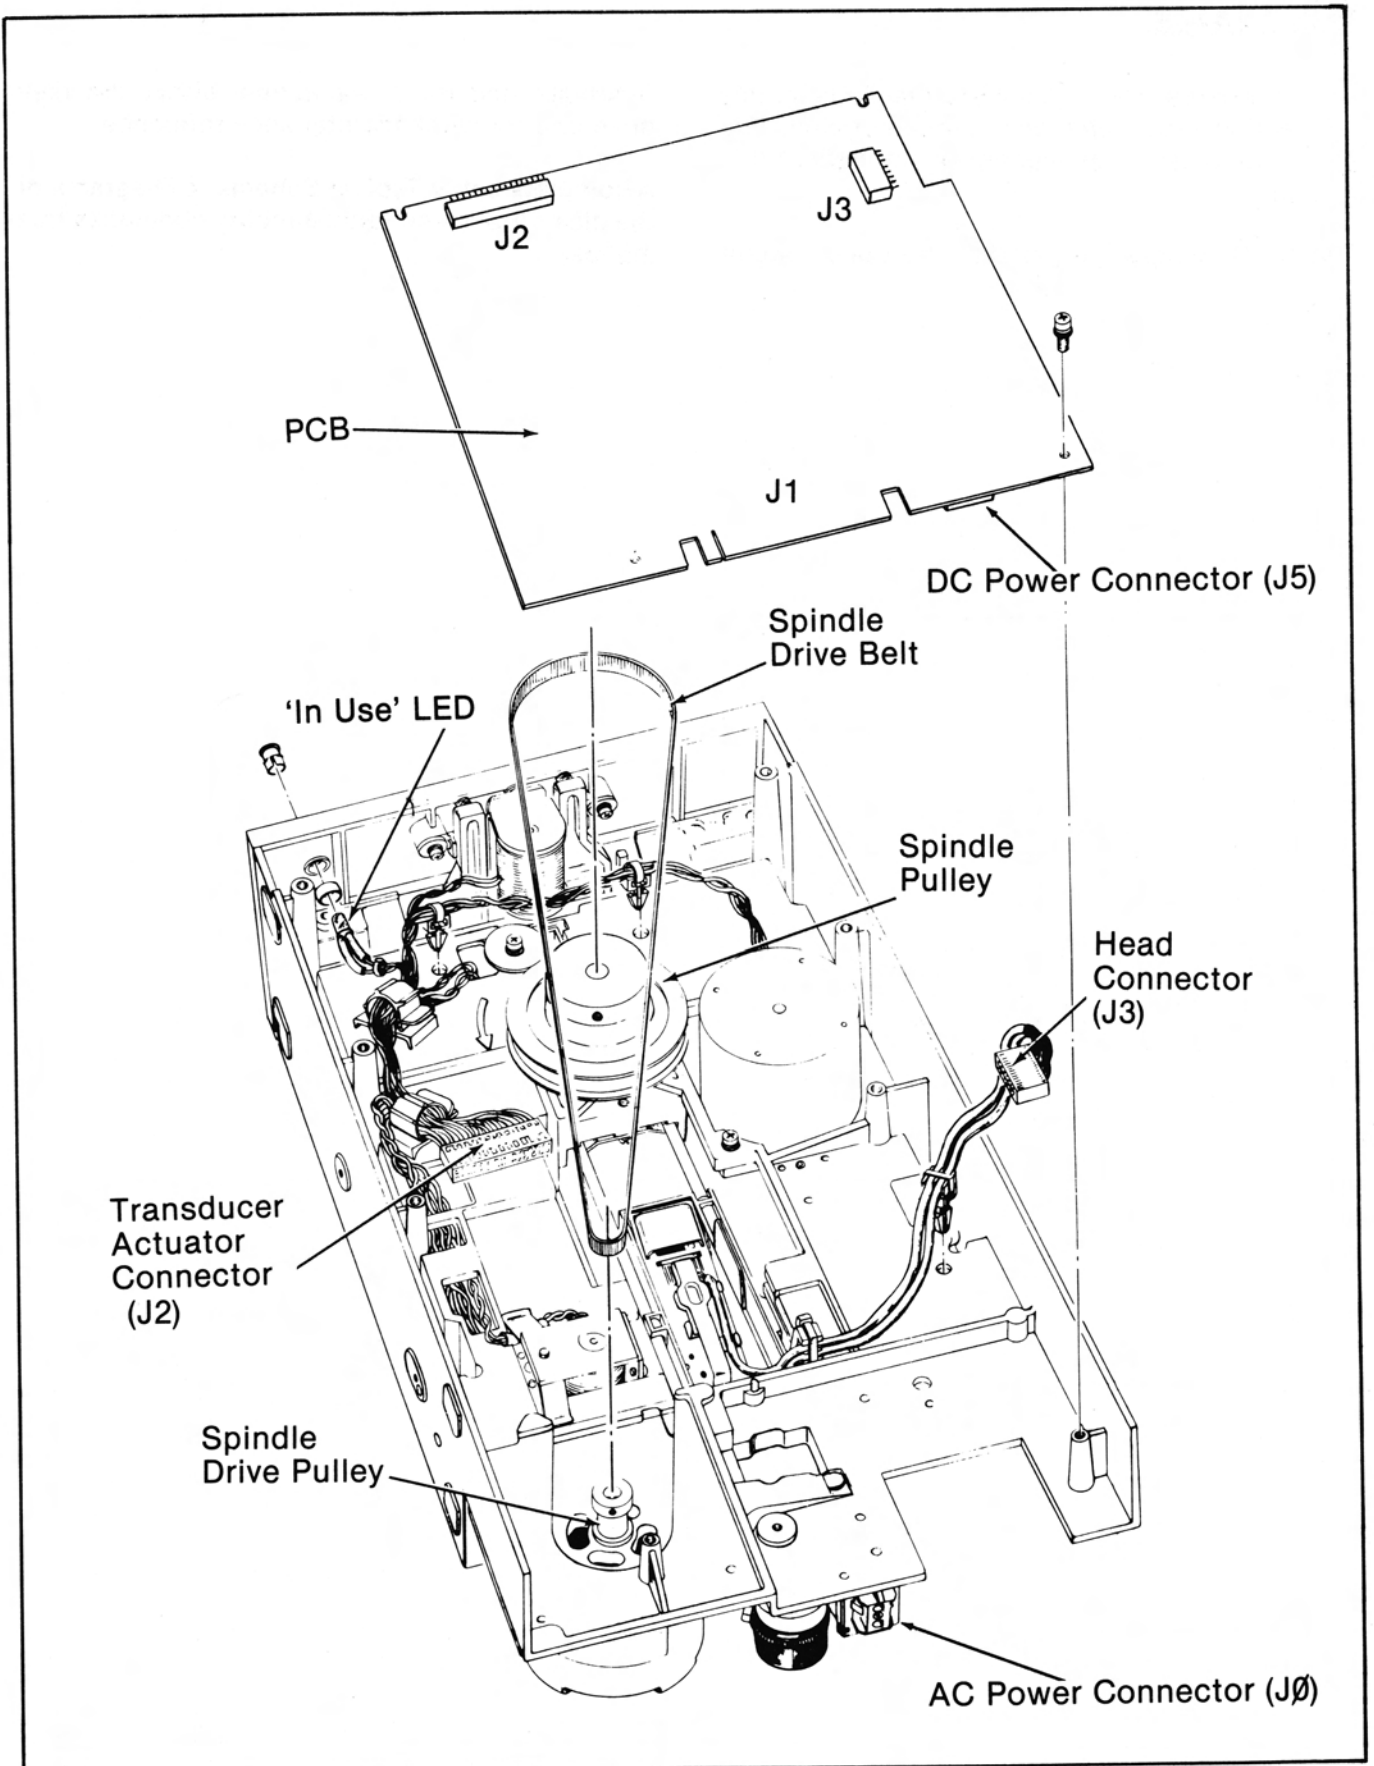 J3
J2
PCB
J1
DC Power Connector (J5)
Spindle
Drive Belt
‘In Use’ LED
Spindle
Pulley
Head
Connector
(J3)
Transducer
Actuator
Connector
(J2)
Spindle
Drive Pulley
AC Power Connector (JØ)